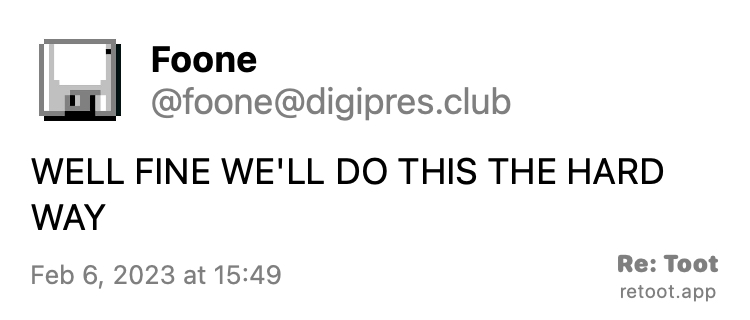 Foone
@foone@digipres.club
WELL FINE WE'LL DO THIS THE HARD
WAY
Feb 6, 2023 at 15:49
Re: Toot
retoot.app